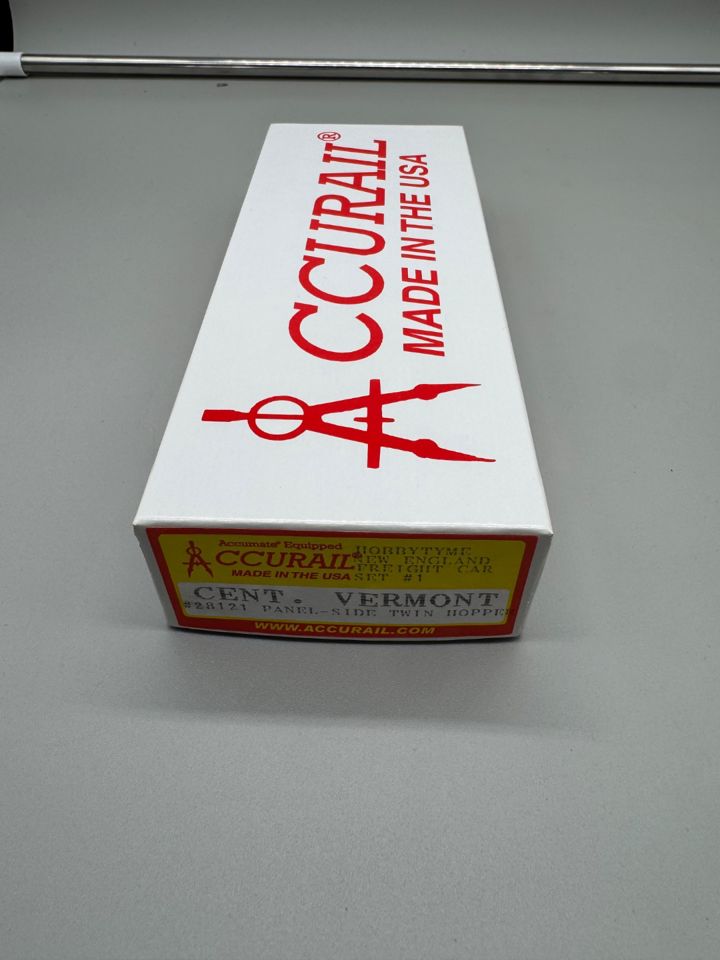 ACCURAIL®
MADE IN THE USA
Accumate® Equipped
ACCURAIL®
MADE IN THE USA
HOBBYTYME
NEW ENGLAND
FREIGHT CAR
SET #1
CENT. VERMONT
#28121 PANEL-SIDE TWIN HOPPER
WWW.ACCURAIL.COM